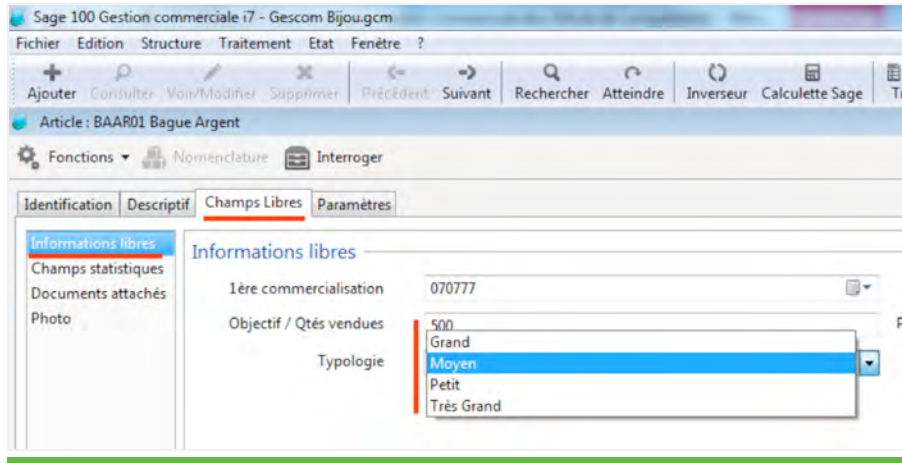 Sage 100 Gestion commerciale i7 - Gescom Bijou.gcm
Fichier Edition Structure Traitement Etat Fenêtre ?
Ajouter Consulter Voir/Modifier Supprimer Précédent Suivant Rechercher Atteindre Inverseur Calculette Sage
Article : BAAR01 Bague Argent
Fonctions Nomenclature Interroger
Identification Descriptif Champs Libres Paramètres
Informations libres
Champs statistiques
Documents attachés
Photo
Informations libres
1ère commercialisation 070777
Objectif / Qtés vendues 500
Typologie
Grand
Moyen
Petit
Très Grand